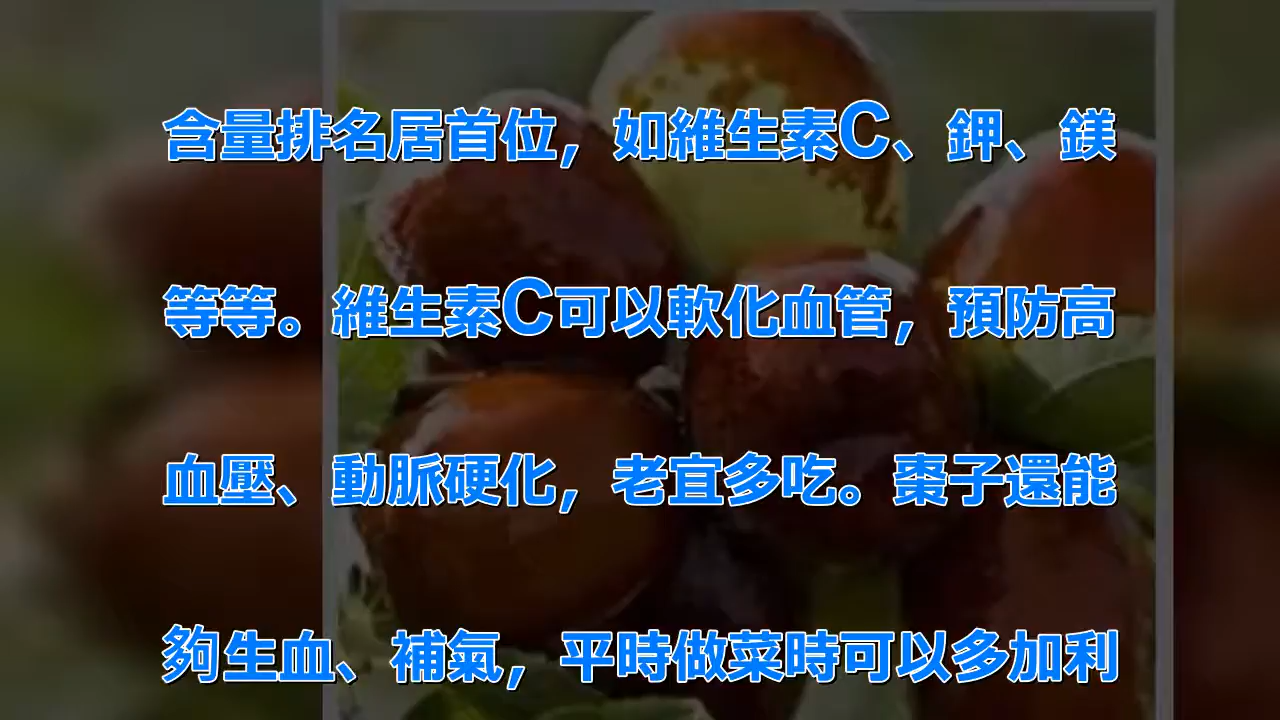 含量排名居首位，如維生素C、鉀、鎂
等等。維生素C可以軟化血管，預防高
血壓、動脈硬化，老宜多吃。棗子還能
夠生血、補氣，平時做菜時可以多加利